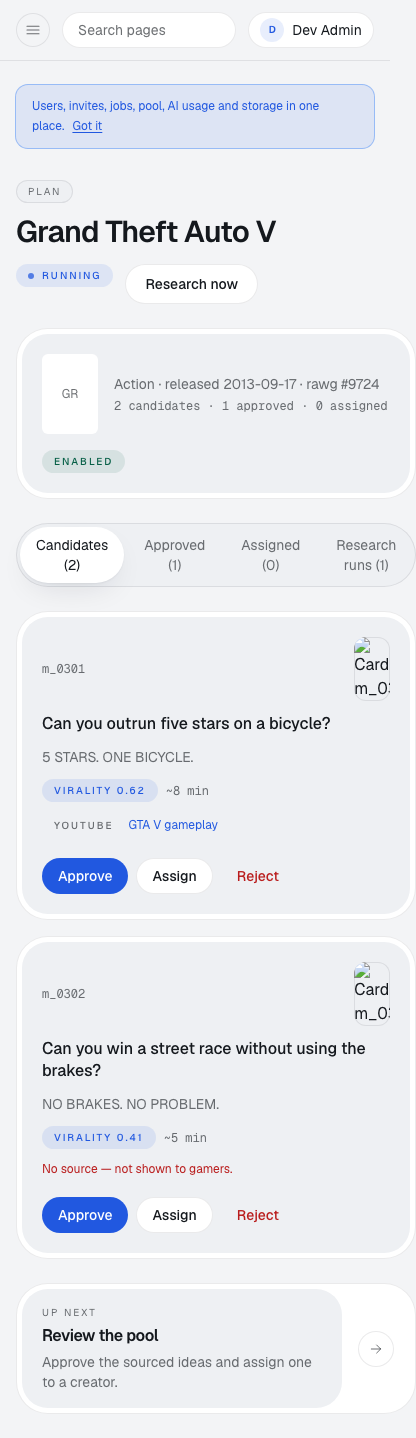 Search pages
D
Dev Admin
Users, invites, jobs, pool, AI usage and storage in one
place. Got it
PLAN
Grand Theft Auto V
RUNNING
Research now
GR
Action · released 2013-09-17 · rawg #9724
2 candidates · 1 approved · 0 assigned
ENABLED
Candidates
(2)
Approved
(1)
Assigned
(0)
Research
runs (1)
m_0301
Card
Can you outrun five stars on a bicycle?
5 STARS. ONE BICYCLE.
VIRALITY 0.62
~8 min
YOUTUBE
GTA V gameplay
Approve
Assign
Reject
m_0302
Card
Can you win a street race without using the
brakes?
NO BRAKES. NO PROBLEM.
VIRALITY 0.41
~5 min
No source — not shown to gamers.
Approve
Assign
Reject
UP NEXT
Review the pool
Approve the sourced ideas and assign one
to a creator.